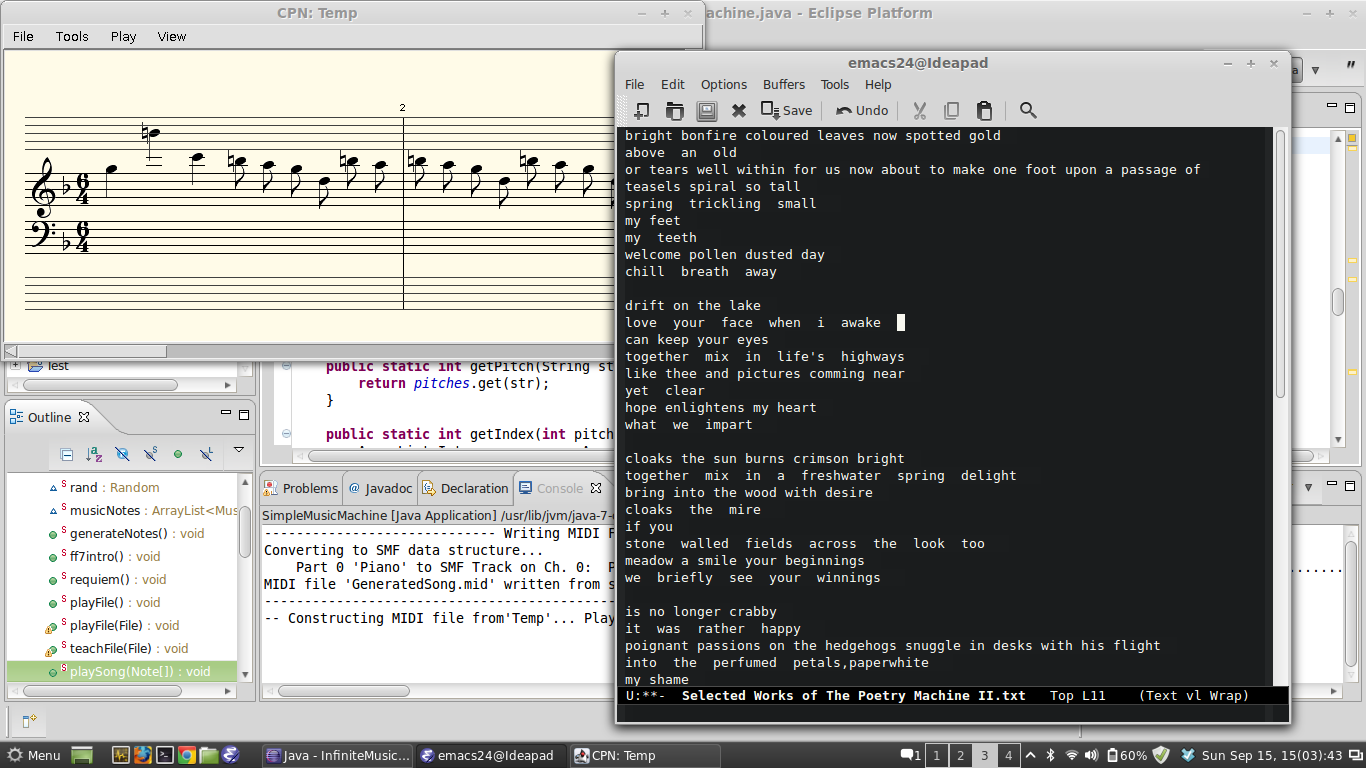 CPN: Temp
File Tools Play View
2
6
4
6
4
achine.java - Eclipse Platform
emacs24@Ideapad
File Edit Options Buffers Tools Help
Save Undo
bright bonfire coloured leaves now spotted gold
above an old
or tears well within for us now about to make one foot upon a passage of
teasels spiral so tall
spring trickling small
my feet
my teeth
welcome pollen dusted day
chill breath away
drift on the lake
love your face when i awake
can keep your eyes
together mix in life's highways
like thee and pictures comming near
yet clear
hope enlightens my heart
what we impart
cloaks the sun burns crimson bright
together mix in a freshwater spring delight
bring into the wood with desire
cloaks the mire
if you
stone walled fields across the look too
meadow a smile your beginnings
we briefly see your winnings
is no longer crabby
it was rather happy
poignant passions on the hedgehogs snuggle in desks with his flight
into the perfumed petals,paperwhite
my shame
U:**- Selected Works of The Poetry Machine II.txt Top L11 (Text vl Wrap)
public static int getPitch(String st
return pitches.get(str);
}
public static int getIndex(int pitch
Outline
rand : Random
musicNotes : ArrayList<Mus
generateNotes() : void
ff7intro() : void
requiem() : void
playFile() : void
playFile(File) : void
teachFile(File) : void
playSong(Note[]) : void
Problems @ Javadoc Declaration Console
SimpleMusicMachine [Java Application] /usr/lib/jvm/java-7-
----------------------------- Writing MIDI F
Converting to SMF data structure...
Part 0 'Piano' to SMF Track on Ch. 0: P
MIDI file 'GeneratedSong.mid' written from s
-- Constructing MIDI file from'Temp'... Play
Menu Java - InfiniteMusic... emacs24@Ideapad CPN: Temp 1 1 2 3 4 60% Sun Sep 15, 15(03):43